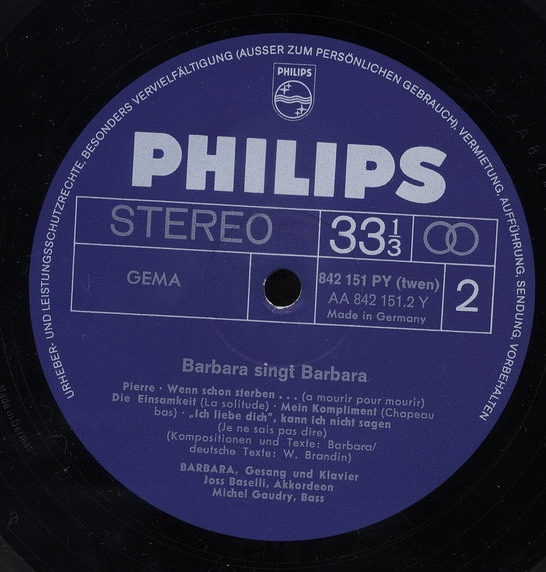 URHEBER- UND LEISTUNGSSCHUTZRECHTE, BESONDERS VERVIELFÄLTIGUNG (AUSSER ZUM PERSÖNLICHEN GEBRAUCH), VERMIETUNG, AUFFÜHRUNG, SENDUNG, VORBEHALTEN
PHILIPS
PHILIPS
STEREO
33 1/3
GEMA
842 151 PY (twen)
AA 842 151.2 Y
Made in Germany
2
Barbara singt Barbara
Pierre · Wenn schon sterben . . . (a mourir pour mourir)
Die Einsamkeit (La solitude) · Mein Kompliment (Chapeau
bas) · „Ich liebe dich", kann ich nicht sagen
(Je ne sais pas dire)
(Kompositionen und Texte: Barbara/
deutsche Texte: W. Brandin)
BARBARA, Gesang und Klavier
Joss Baselli, Akkordeon
Michel Gaudry, Bass